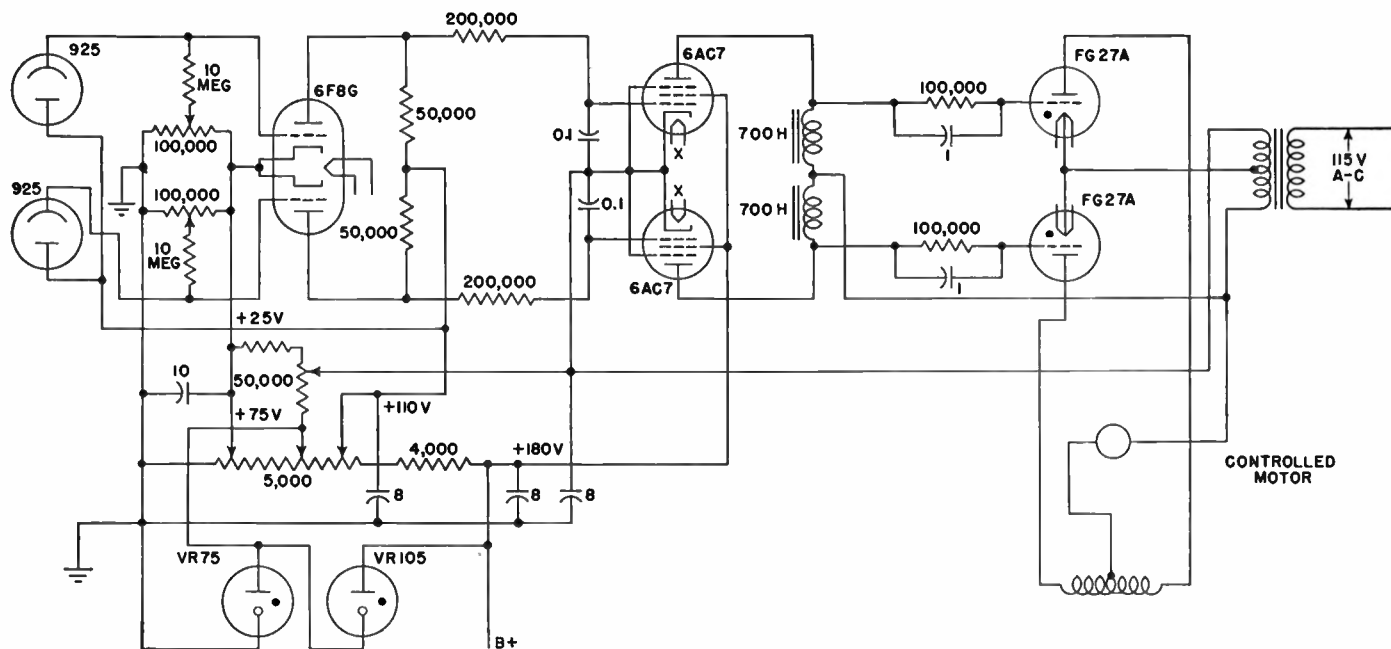 925
10
MEG
100,000
6F8G
200,000
50,000
6AC7
FG27A
100,000
1
0.1
X
700 H
115 V
A-C
925
100,000
10
MEG
50,000
0.1
X
700 H
FG27A
100,000
1
200,000
6AC7
+25V
10
50,000
+75V
+110V
4,000
+180V
5,000
8
8
8
CONTROLLED
MOTOR
VR75
VR105
B+